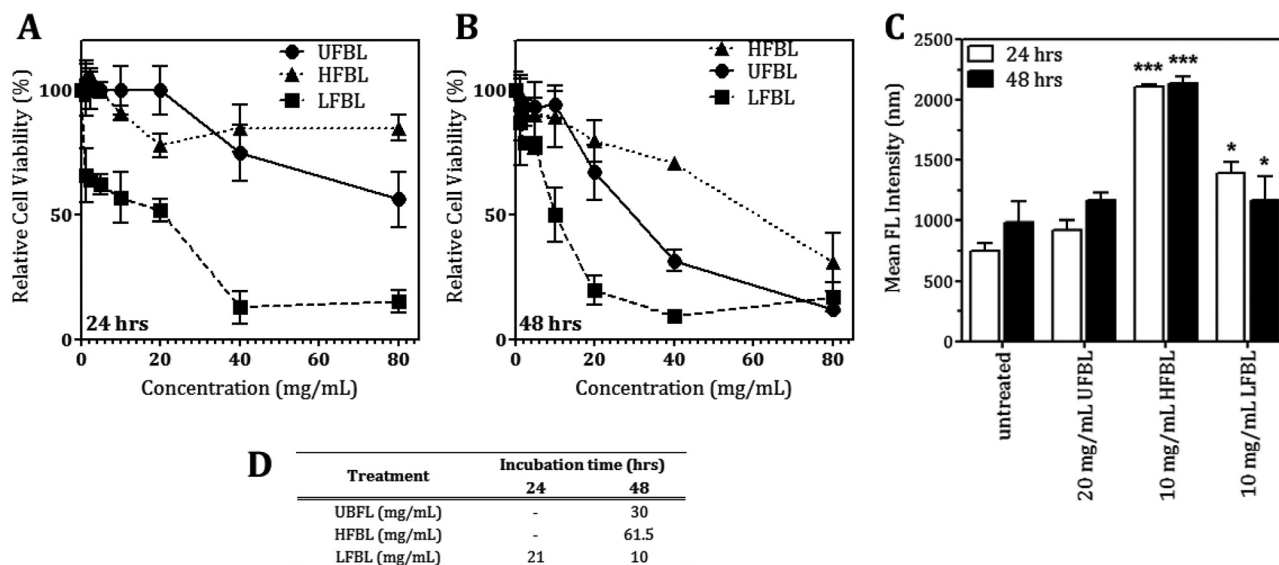 A
UFBL
HFBL
LFBL
Relative Cell Viability (%)
100
50
0
24 hrs
0
20
40
60
80
Concentration (mg/mL)
B
HFBL
UFBL
LFBL
Relative Cell Viability (%)
100
50
0
48 hrs
0
20
40
60
80
Concentration (mg/mL)
C
24 hrs
48 hrs
Mean FL Intensity (nm)
2500
2000
1500
1000
500
0
***
***
*
*
untreated
20 mg/mL UFBL
10 mg/mL HFBL
10 mg/mL LFBL
D
Treatment Incubation time (hrs)
24 48
UBFL (mg/mL) - 30
HFBL (mg/mL) - 61.5
LFBL (mg/mL) 21 10